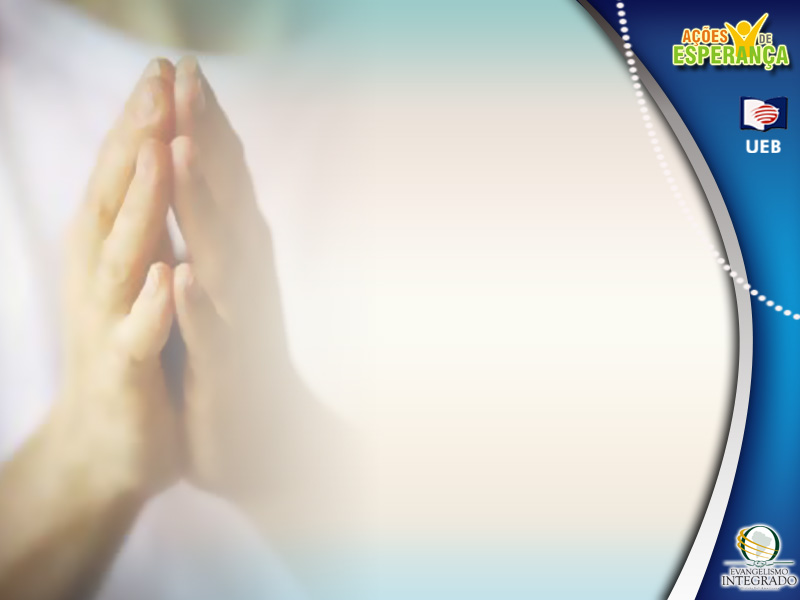 AÇÕES DE
ESPERANÇA
UEB
EVANGELISMO
INTEGRADO